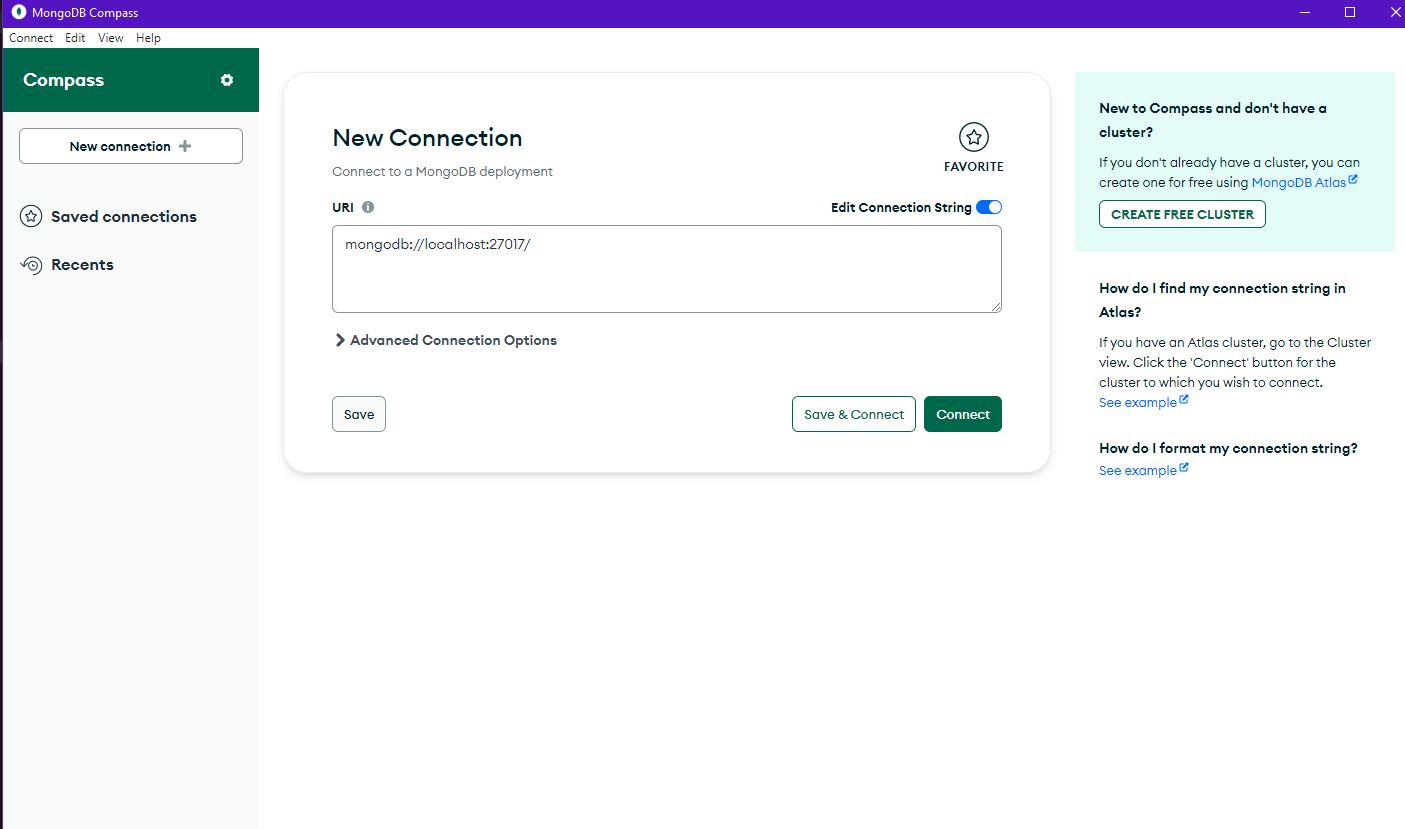 MongoDB Compass
Connect Edit View Help
Compass
New connection
Saved connections
Recents
New Connection
Connect to a MongoDB deployment
FAVORITE
URI
Edit Connection String
mongodb://localhost:27017/
Advanced Connection Options
Save
Save & Connect
Connect
New to Compass and don't have a
cluster?
If you don't already have a cluster, you can
create one for free using MongoDB Atlas
CREATE FREE CLUSTER
How do I find my connection string in
Atlas?
If you have an Atlas cluster, go to the Cluster
view. Click the 'Connect' button for the
cluster to which you wish to connect.
See example
How do I format my connection string?
See example